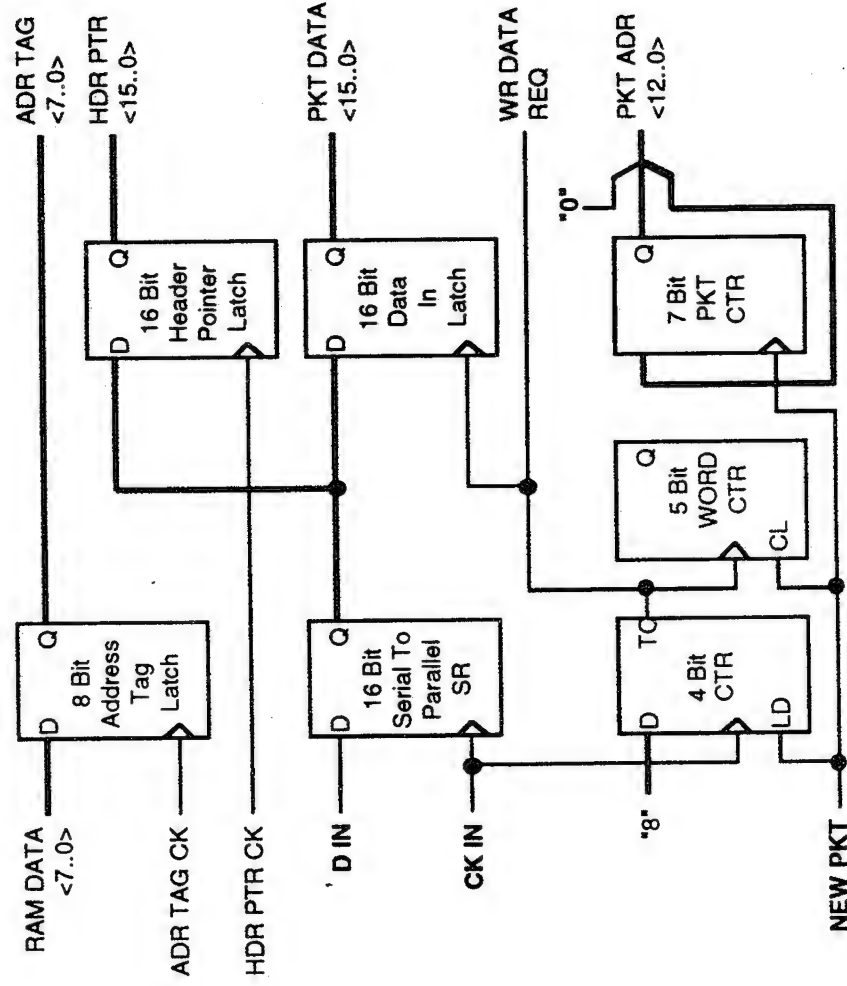 RAM DATA
<7..0>
ADR TAG CK
HDR PTR CK
D
Q
8 Bit
Address
Tag
Latch
ADR TAG
<7..0>
D
Q
16 Bit
Header
Pointer
Latch
HDR PTR
<15..0>
D IN
CK IN
D
Q
16 Bit
Serial To
Parallel
SR
D
Q
16 Bit
Data
In
Latch
PKT DATA
<15..0>
WR DATA
REQ
"8"
NEW PKT
D
TC
4 Bit
CTR
LD
Q
5 Bit
WORD
CTR
CL
Q
7 Bit
PKT
CTR
"0"
PKT ADR
<12..0>